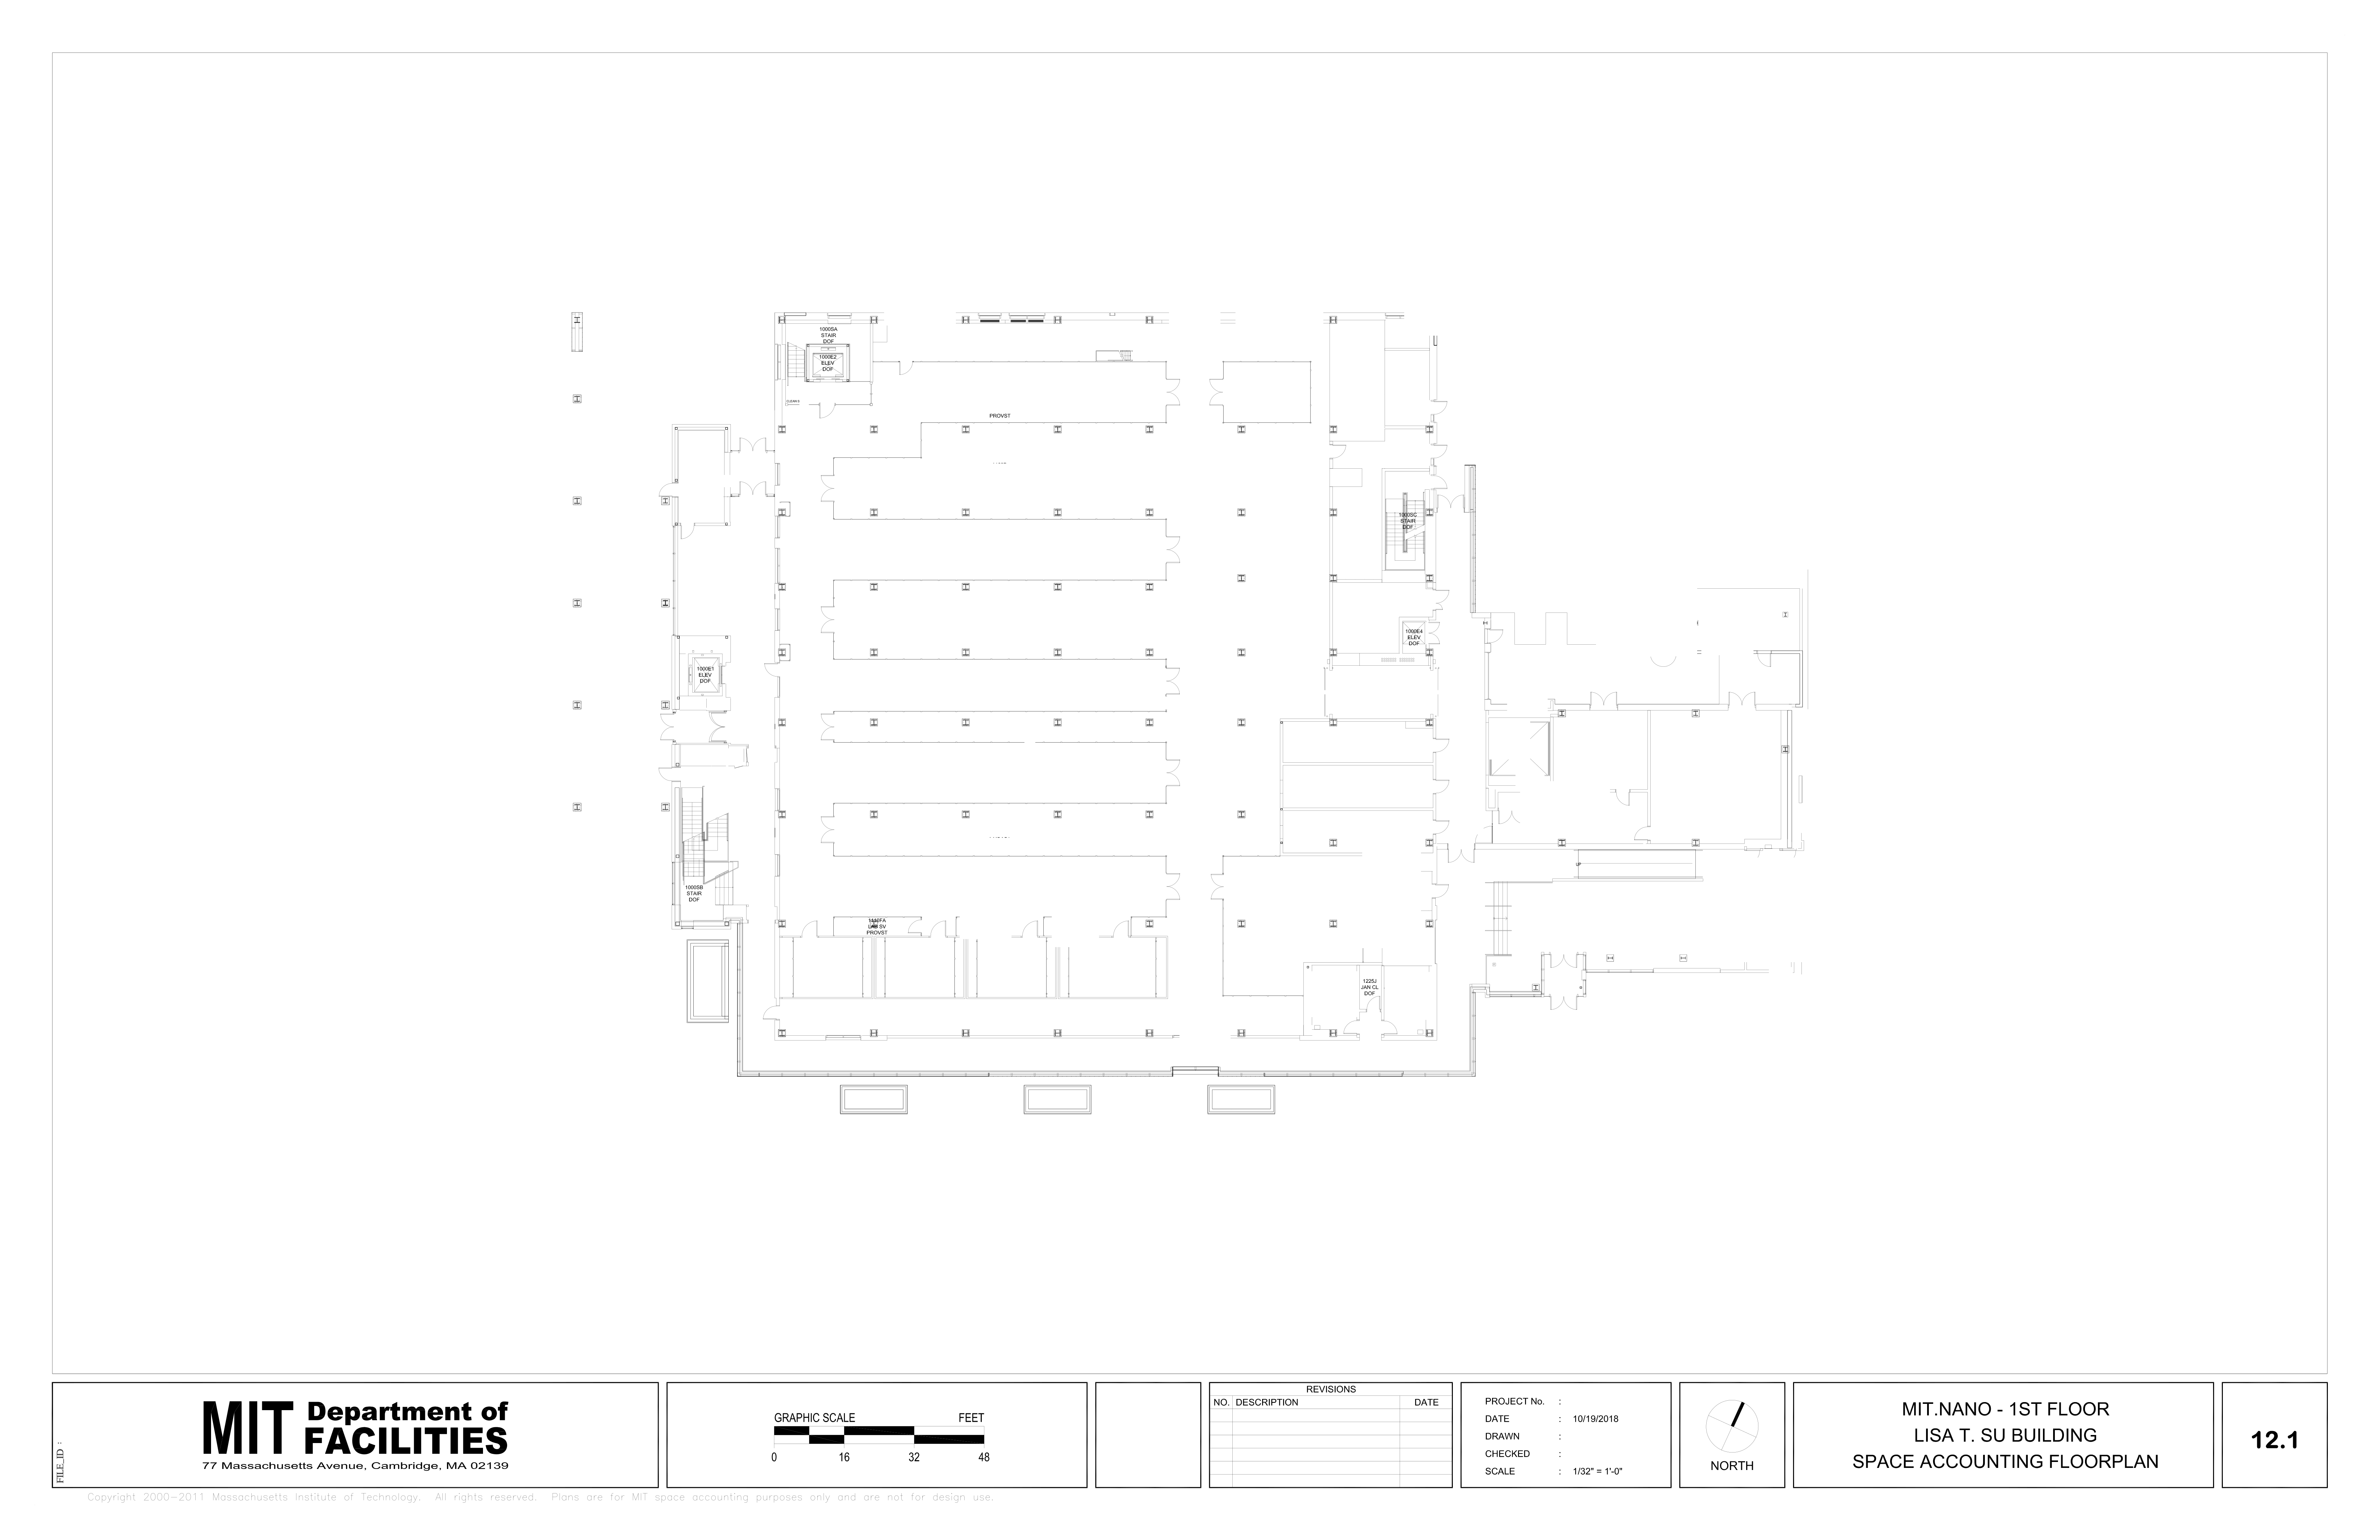 1000SA
STAIR
DOF
1000E2
ELEV
DOF
PROVST
1000SC
STAIR
DOF
1000E4
ELEV
DOF
1000E1
ELEV
DOF
UP
1000SB
STAIR
DOF
PROVST
1225J
JAN CL
DOF
MIT Department of
FACILITIES
77 Massachusetts Avenue, Cambridge, MA 02139
FILE_ID :
GRAPHIC SCALE FEET
0 16 32 48
REVISIONS
NO. DESCRIPTION DATE
PROJECT No. :
DATE : 10/19/2018
DRAWN :
CHECKED :
SCALE : 1/32" = 1'-0"
NORTH
MIT.NANO - 1ST FLOOR
LISA T. SU BUILDING
SPACE ACCOUNTING FLOORPLAN
12.1
Copyright 2000-2011 Massachusetts Institute of Technology. All rights reserved. Plans are for MIT space accounting purposes only and are not for design use.